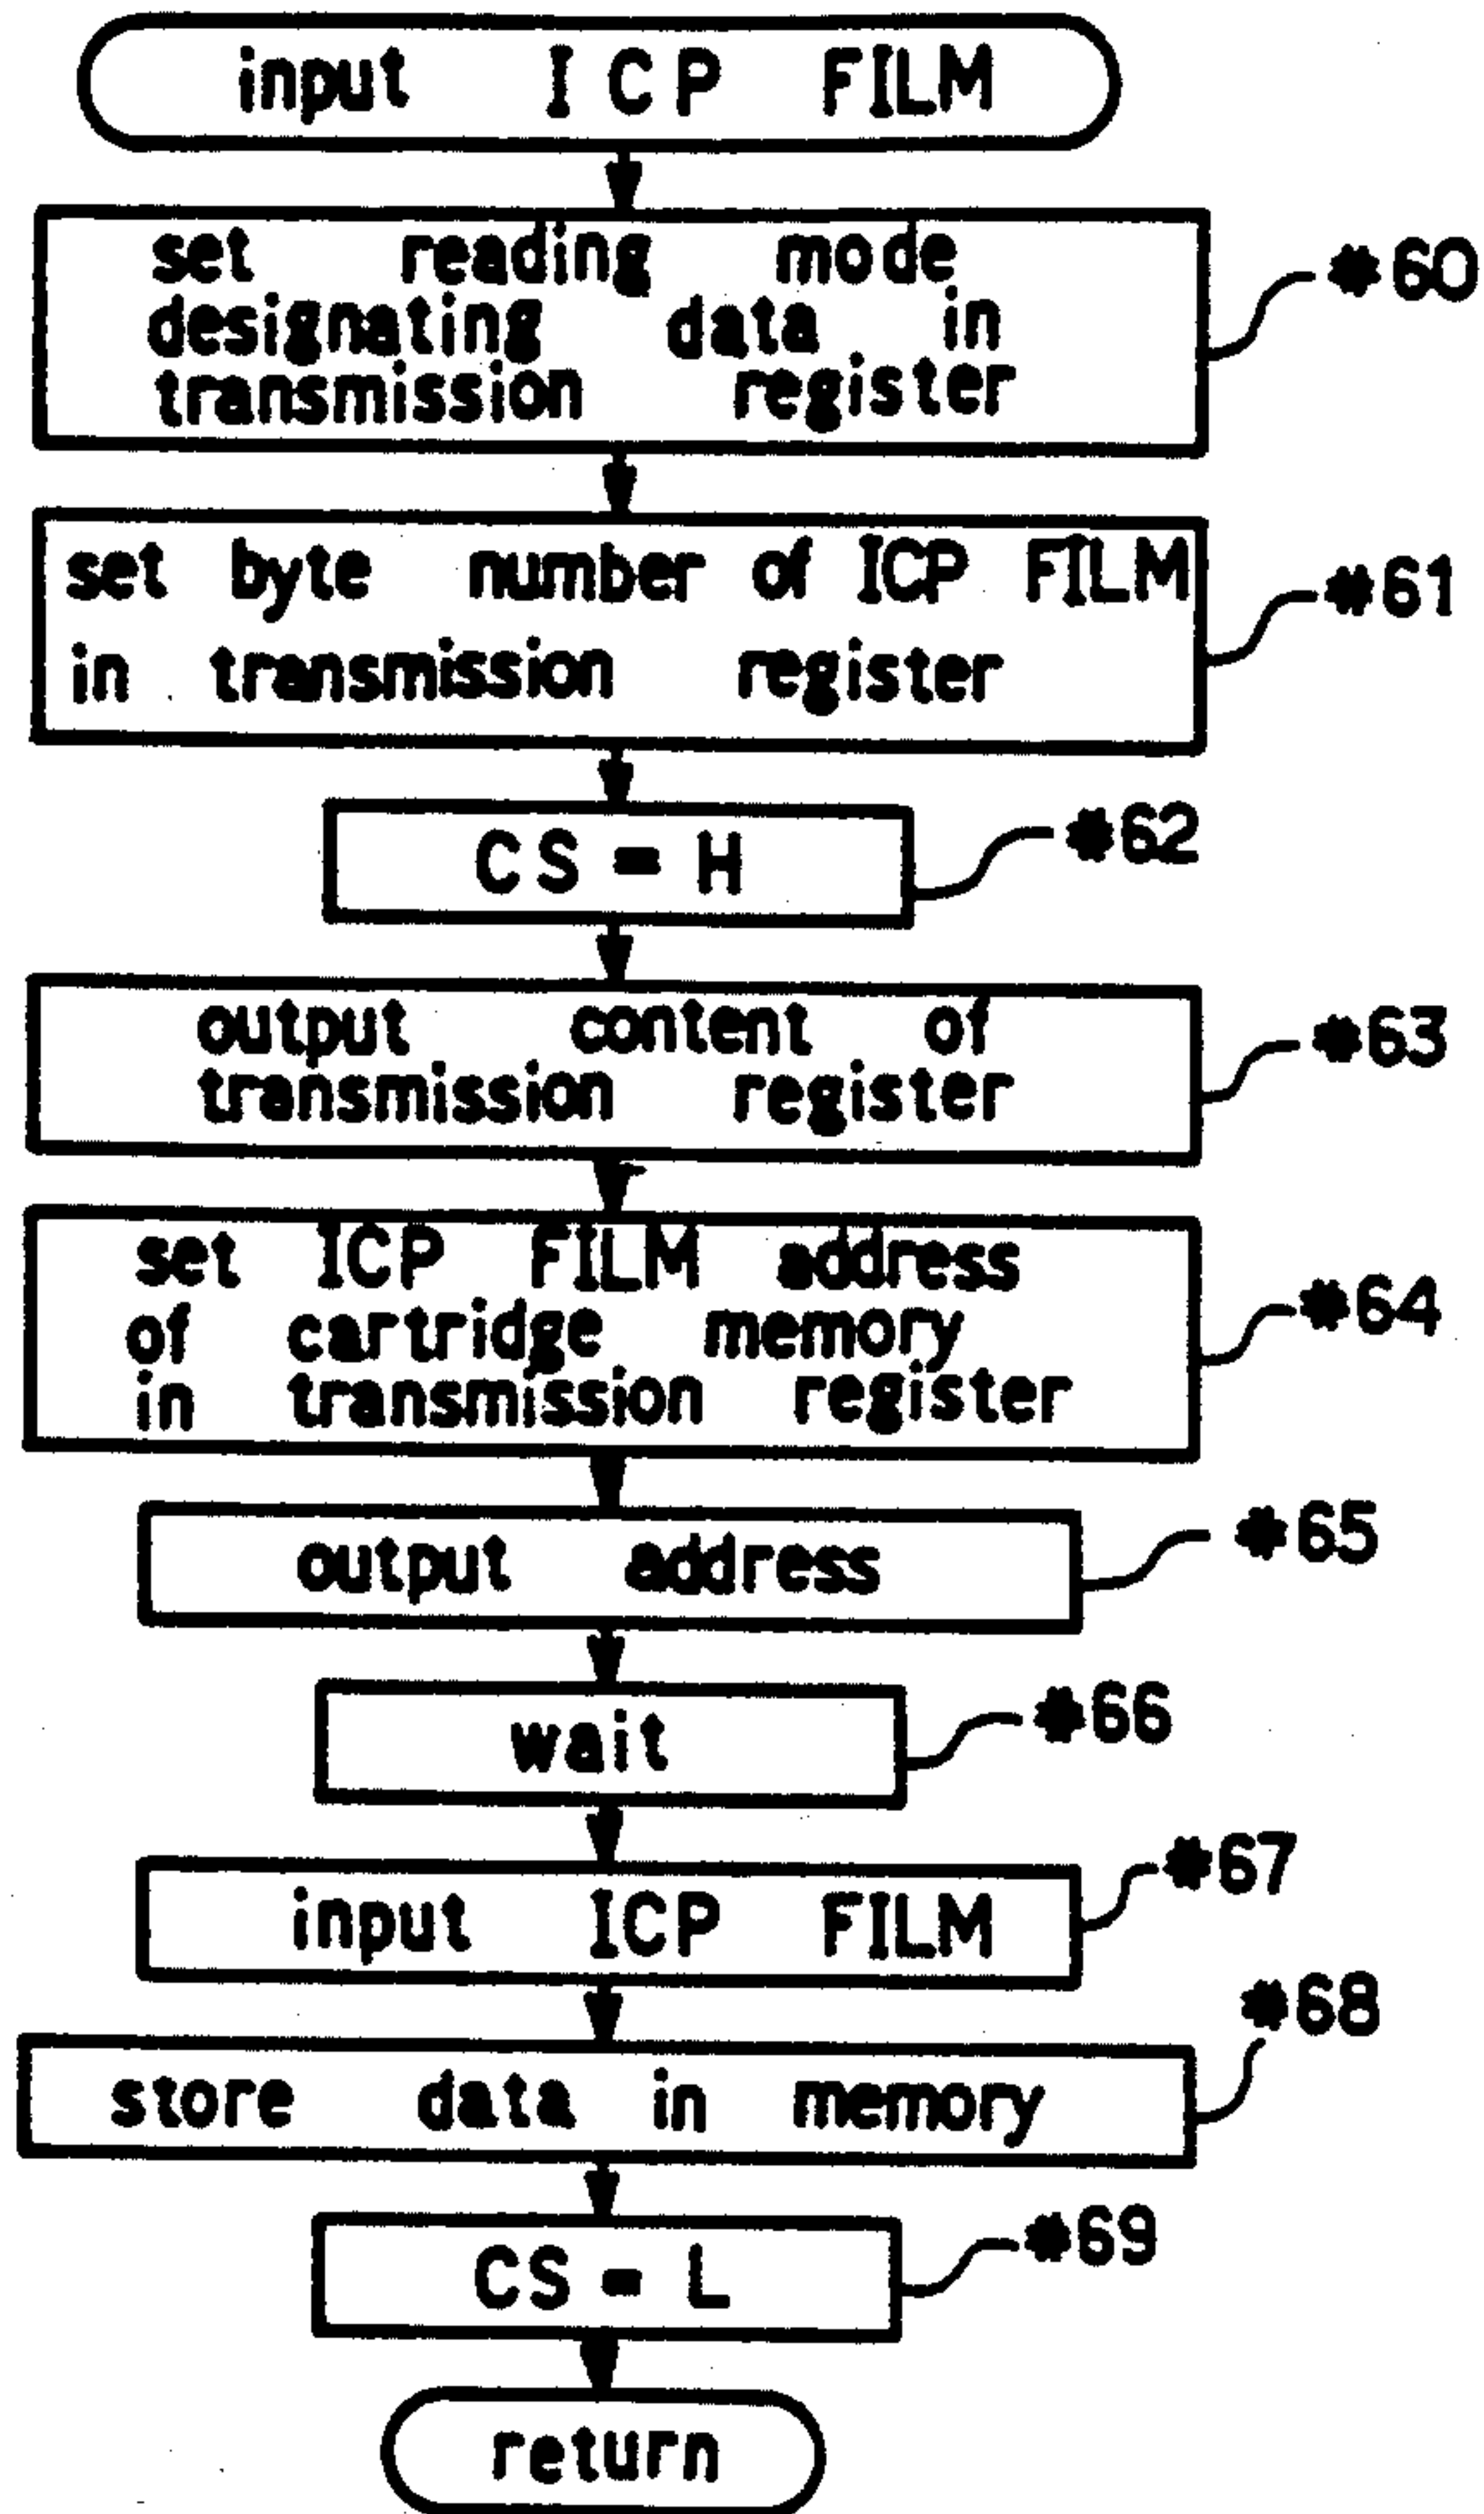 input ICP FILM
set reading mode
designating data in
transmission register
#60
set byte number of ICP FILM
in transmission register
#61
CS = H
#62
output content of
transmission register
#63
set ICP FILM address
of cartridge memory
in transmission register
#64
output address
#65
wait
#66
input ICP FILM
#67
store data in memory
#68
CS = L
#69
return